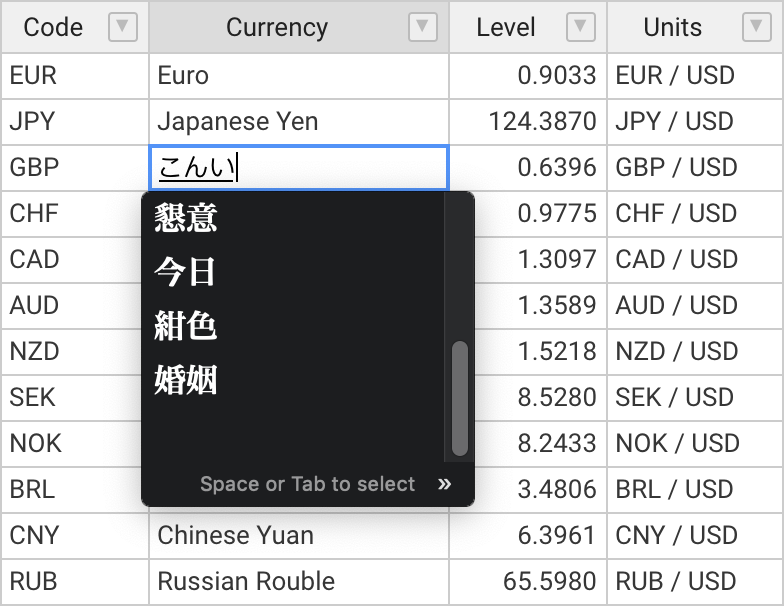 Code Currency Level Units
EUR Euro 0.9033 EUR / USD
JPY Japanese Yen 124.3870 JPY / USD
GBP こんい 0.6396 GBP / USD
CHF 懇意 0.9775 CHF / USD
CAD 今日 1.3097 CAD / USD
AUD 紺色 1.3589 AUD / USD
NZD 婚姻 1.5218 NZD / USD
SEK 8.5280 SEK / USD
NOK 8.2433 NOK / USD
BRL Space or Tab to select » 3.4806 BRL / USD
CNY Chinese Yuan 6.3961 CNY / USD
RUB Russian Rouble 65.5980 RUB / USD